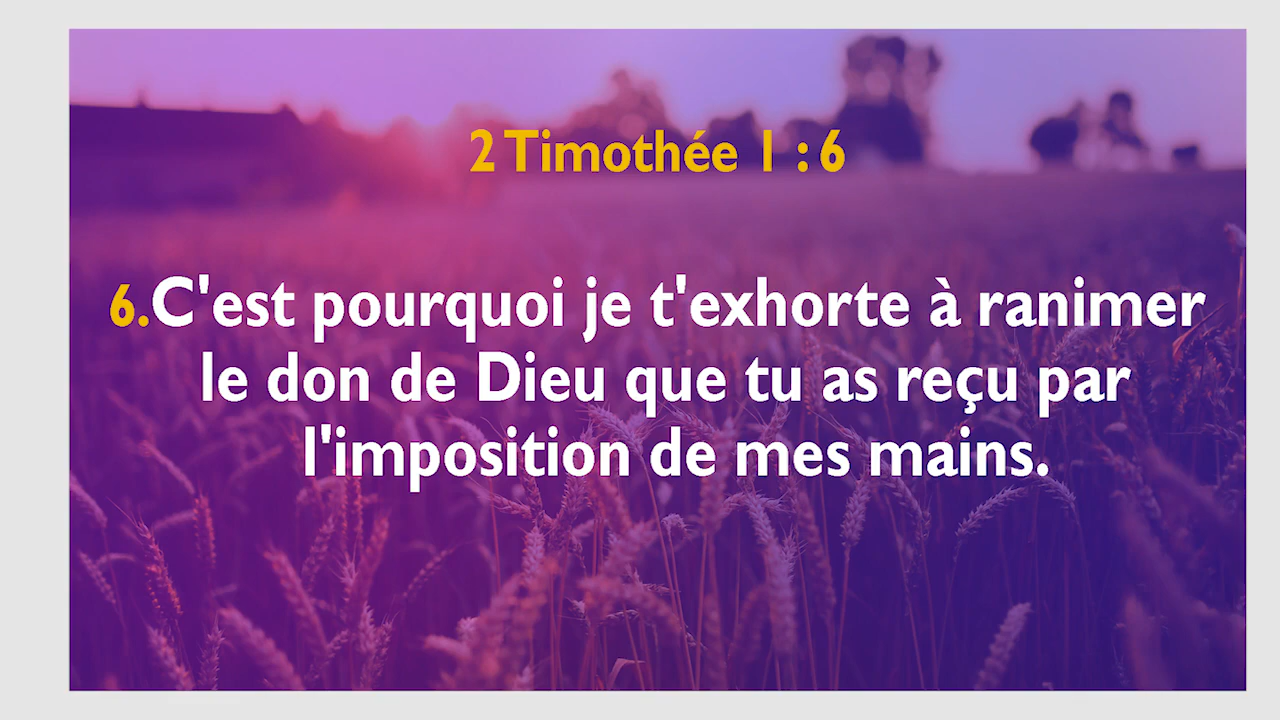 2 Timothée 1 : 6
6.C'est pourquoi je t'exhorte à ranimer
le don de Dieu que tu as reçu par
l'imposition de mes mains.